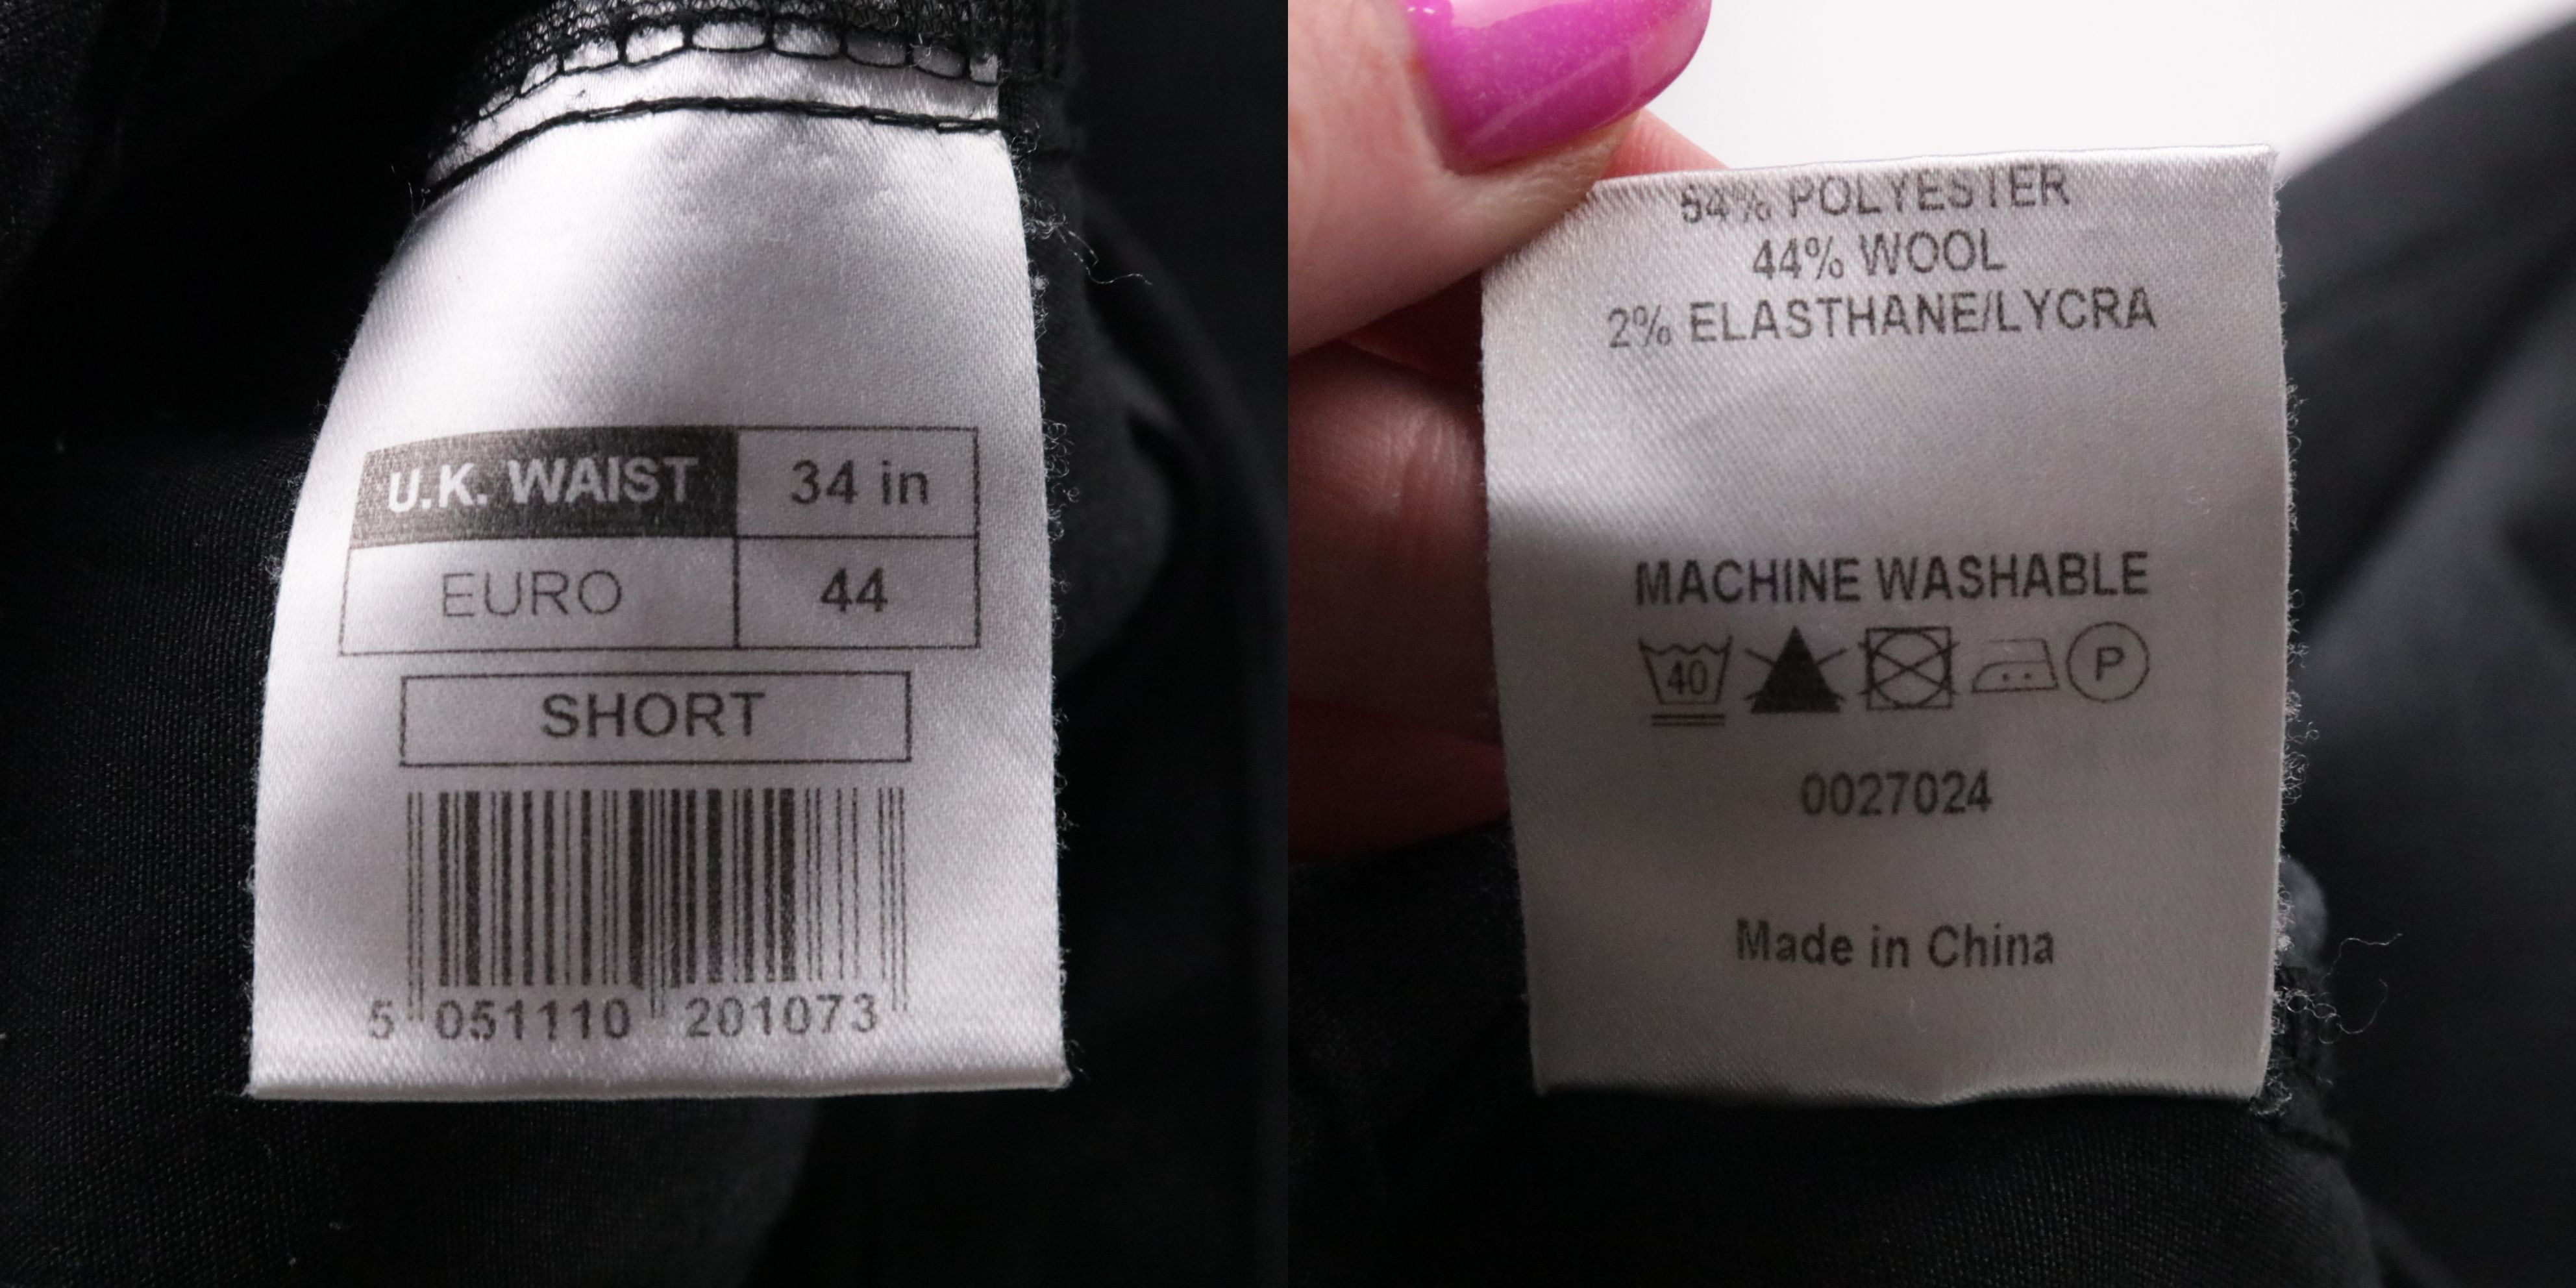 U.K. WAIST 34 in
EURO 44
SHORT
5 051110 201073
54% POLYESTER
44% WOOL
2% ELASTHANE/LYCRA
MACHINE WASHABLE
40 P
0027024
Made in China